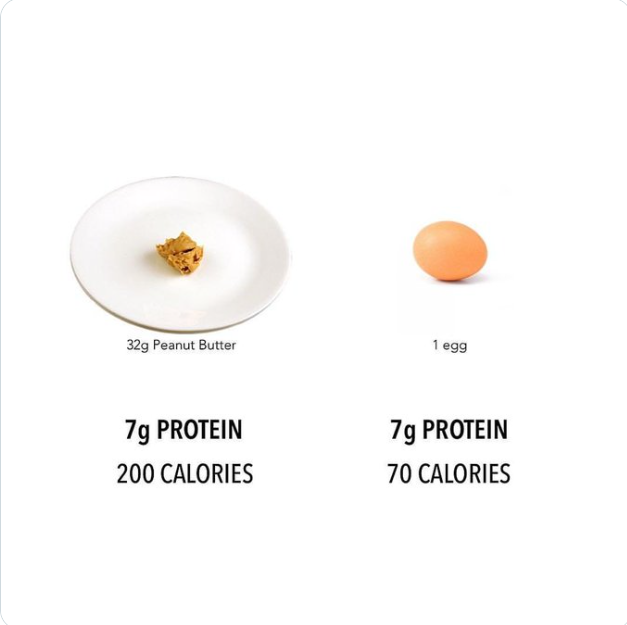 32g Peanut Butter
1 egg
7g PROTEIN
7g PROTEIN
200 CALORIES
70 CALORIES